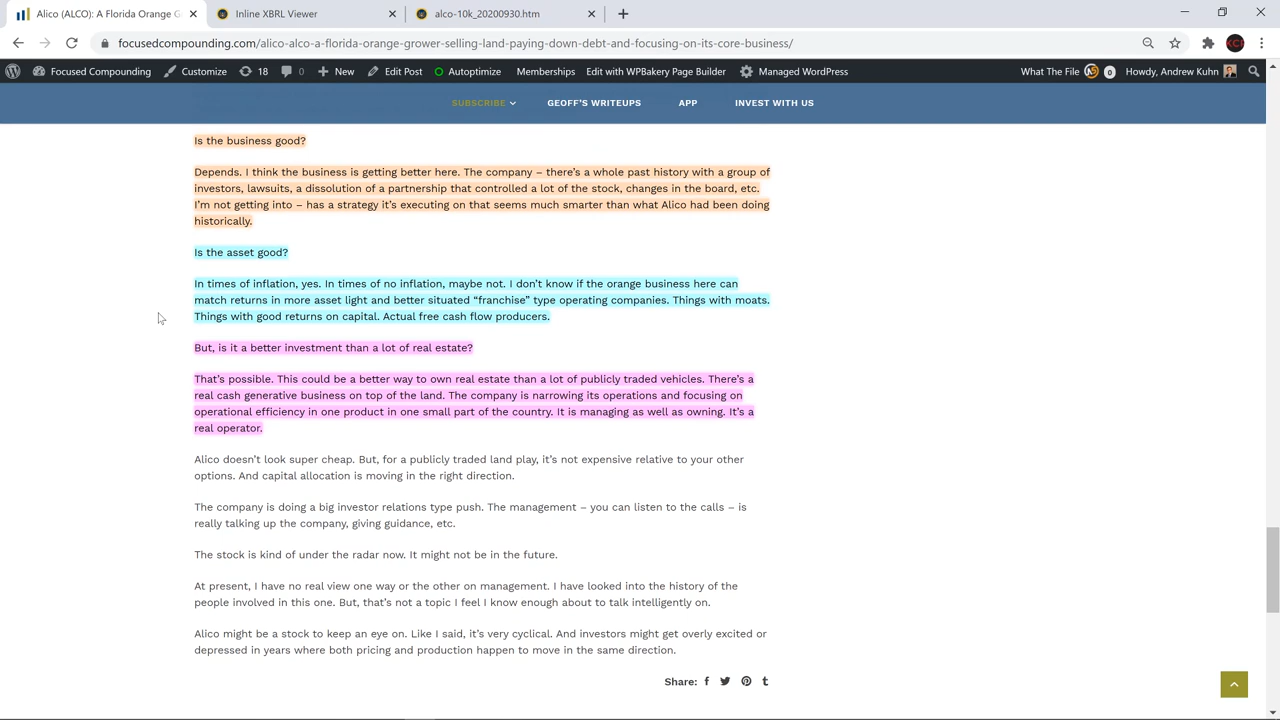 Alico (ALCO): A Florida Orange G
Inline XBRL Viewer
alco-10k_20200930.htm
focusedcompounding.com/alico-alco-a-florida-orange-grower-selling-land-paying-down-debt-and-focusing-on-its-core-business/
Focused Compounding
Customize
18
0
New
Edit Post
Autoptimize
Memberships
Edit with WPBakery Page Builder
Managed WordPress
What The File
0
Howdy, Andrew Kuhn
SUBSCRIBE
GEOFF'S WRITEUPS
APP
INVEST WITH US
Is the business good?
Depends. I think the business is getting better here. The company – there's a whole past history with a group of
investors, lawsuits, a dissolution of a partnership that controlled a lot of the stock, changes in the board, etc.
I'm not getting into – has a strategy it's executing on that seems much smarter than what Alico had been doing
historically.
Is the asset good?
In times of inflation, yes. In times of no inflation, maybe not. I don't know if the orange business here can
match returns in more asset light and better situated “franchise” type operating companies. Things with moats.
Things with good returns on capital. Actual free cash flow producers.
But, is it a better investment than a lot of real estate?
That's possible. This could be a better way to own real estate than a lot of publicly traded vehicles. There's a
real cash generative business on top of the land. The company is narrowing its operations and focusing on
operational efficiency in one product in one small part of the country. It is managing as well as owning. It's a
real operator.
Alico doesn't look super cheap. But, for a publicly traded land play, it's not expensive relative to your other
options. And capital allocation is moving in the right direction.
The company is doing a big investor relations type push. The management – you can listen to the calls – is
really talking up the company, giving guidance, etc.
The stock is kind of under the radar now. It might not be in the future.
At present, I have no real view one way or the other on management. I have looked into the history of the
people involved in this one. But, that's not a topic I feel I know enough about to talk intelligently on.
Alico might be a stock to keep an eye on. Like I said, it's very cyclical. And investors might get overly excited or
depressed in years where both pricing and production happen to move in the same direction.
Share: